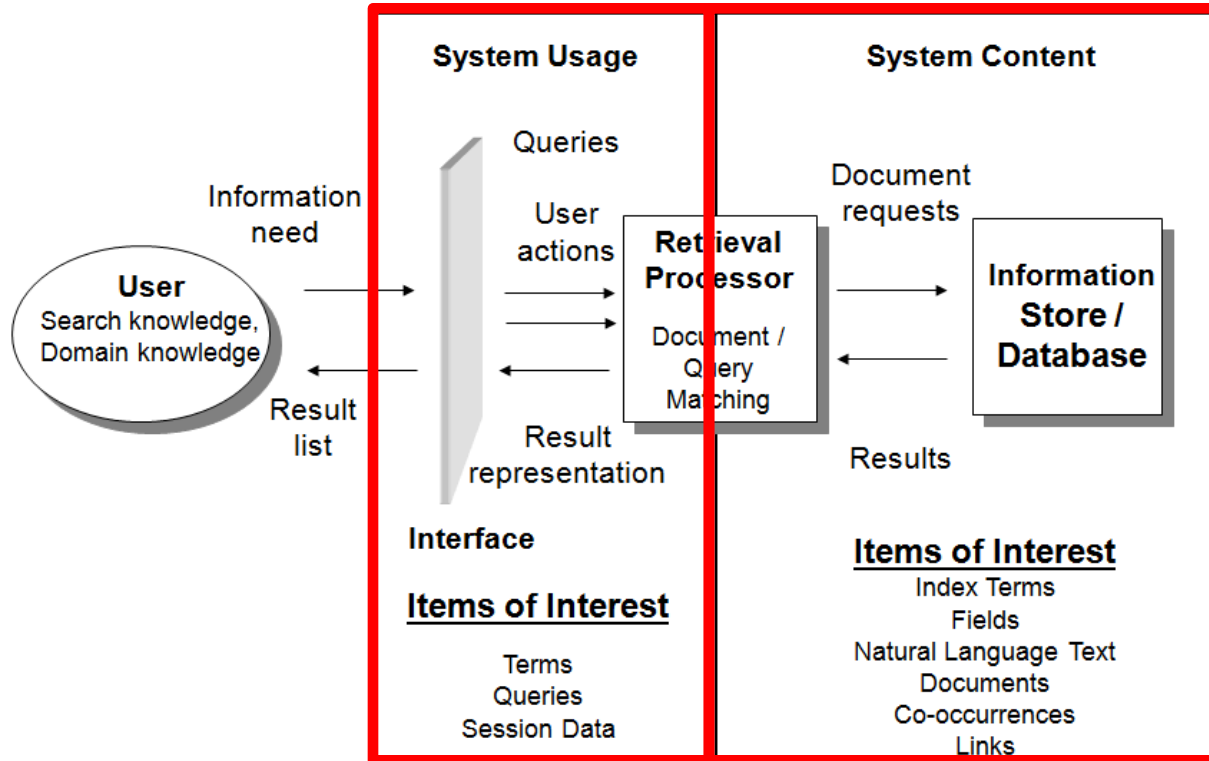 System Usage
System Content
Queries
Information
need
User
actions
Document
requests
User
Search knowledge,
Domain knowledge
Retrieval
Processor
Document /
Query
Matching
Information
Store /
Database
Result
list
Result
representation
Results
Interface
Items of Interest
Terms
Queries
Session Data
Items of Interest
Index Terms
Fields
Natural Language Text
Documents
Co-occurrences
Links